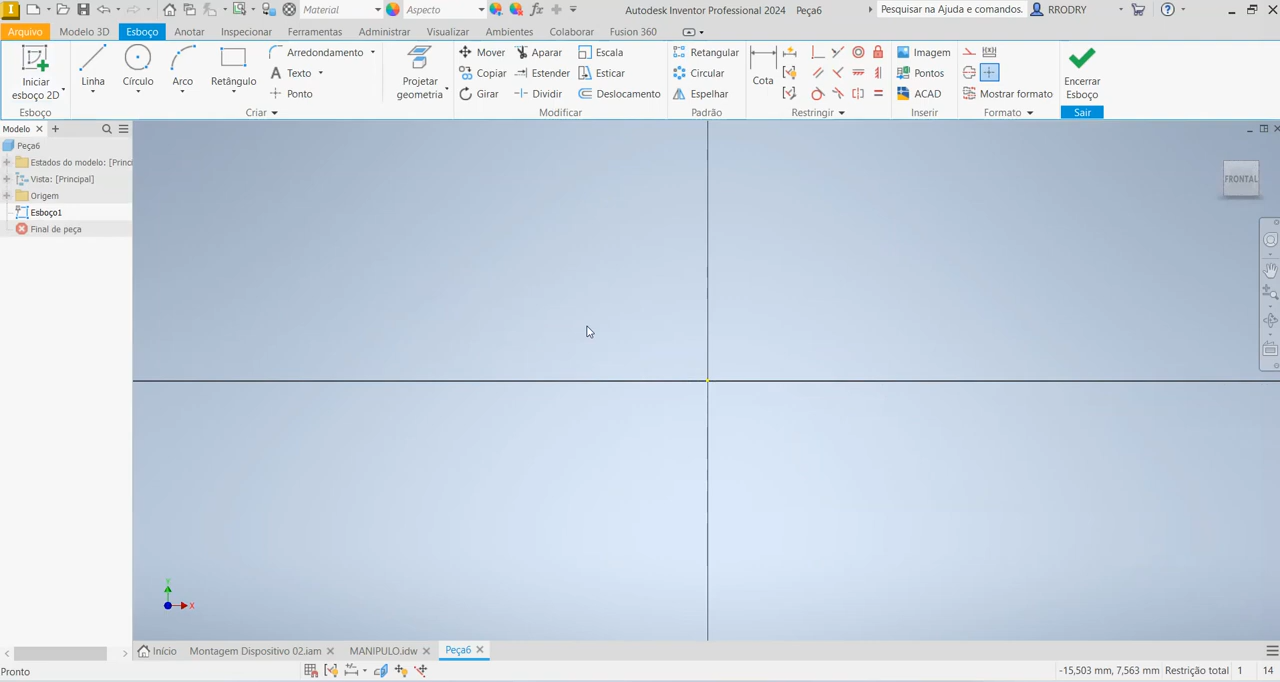 Material Aspecto Autodesk Inventor Professional 2024 Peça6 Pesquisar na Ajuda e comandos. RRODRY
Arquivo Modelo 3D Esboço Anotar Inspecionar Ferramentas Administrar Visualizar Ambientes Colaborar Fusion 360
Iniciar esboço 2D
Linha
Círculo
Arco
Retângulo
Arredondamento
Texto
Ponto
Projetar geometria
Mover
Copiar
Girar
Aparar
Estender
Dividir
Escala
Esticar
Deslocamento
Retangular
Circular
Espelhar
Cota
Imagem
Pontos
ACAD
Mostrar formato
Encerrar Esboço
Esboço Criar Modificar Padrão Restringir Inserir Formato Sair
Modelo
Peça6
Estados do modelo: [Princ
Vista: [Principal]
Origem
Esboço1
Final de peça
FRONTAL
Y
X
Início Montagem Dispositivo 02.iam MANIPULO.idw Peça6
Pronto -15,503 mm, 7,563 mm Restrição total 1 14